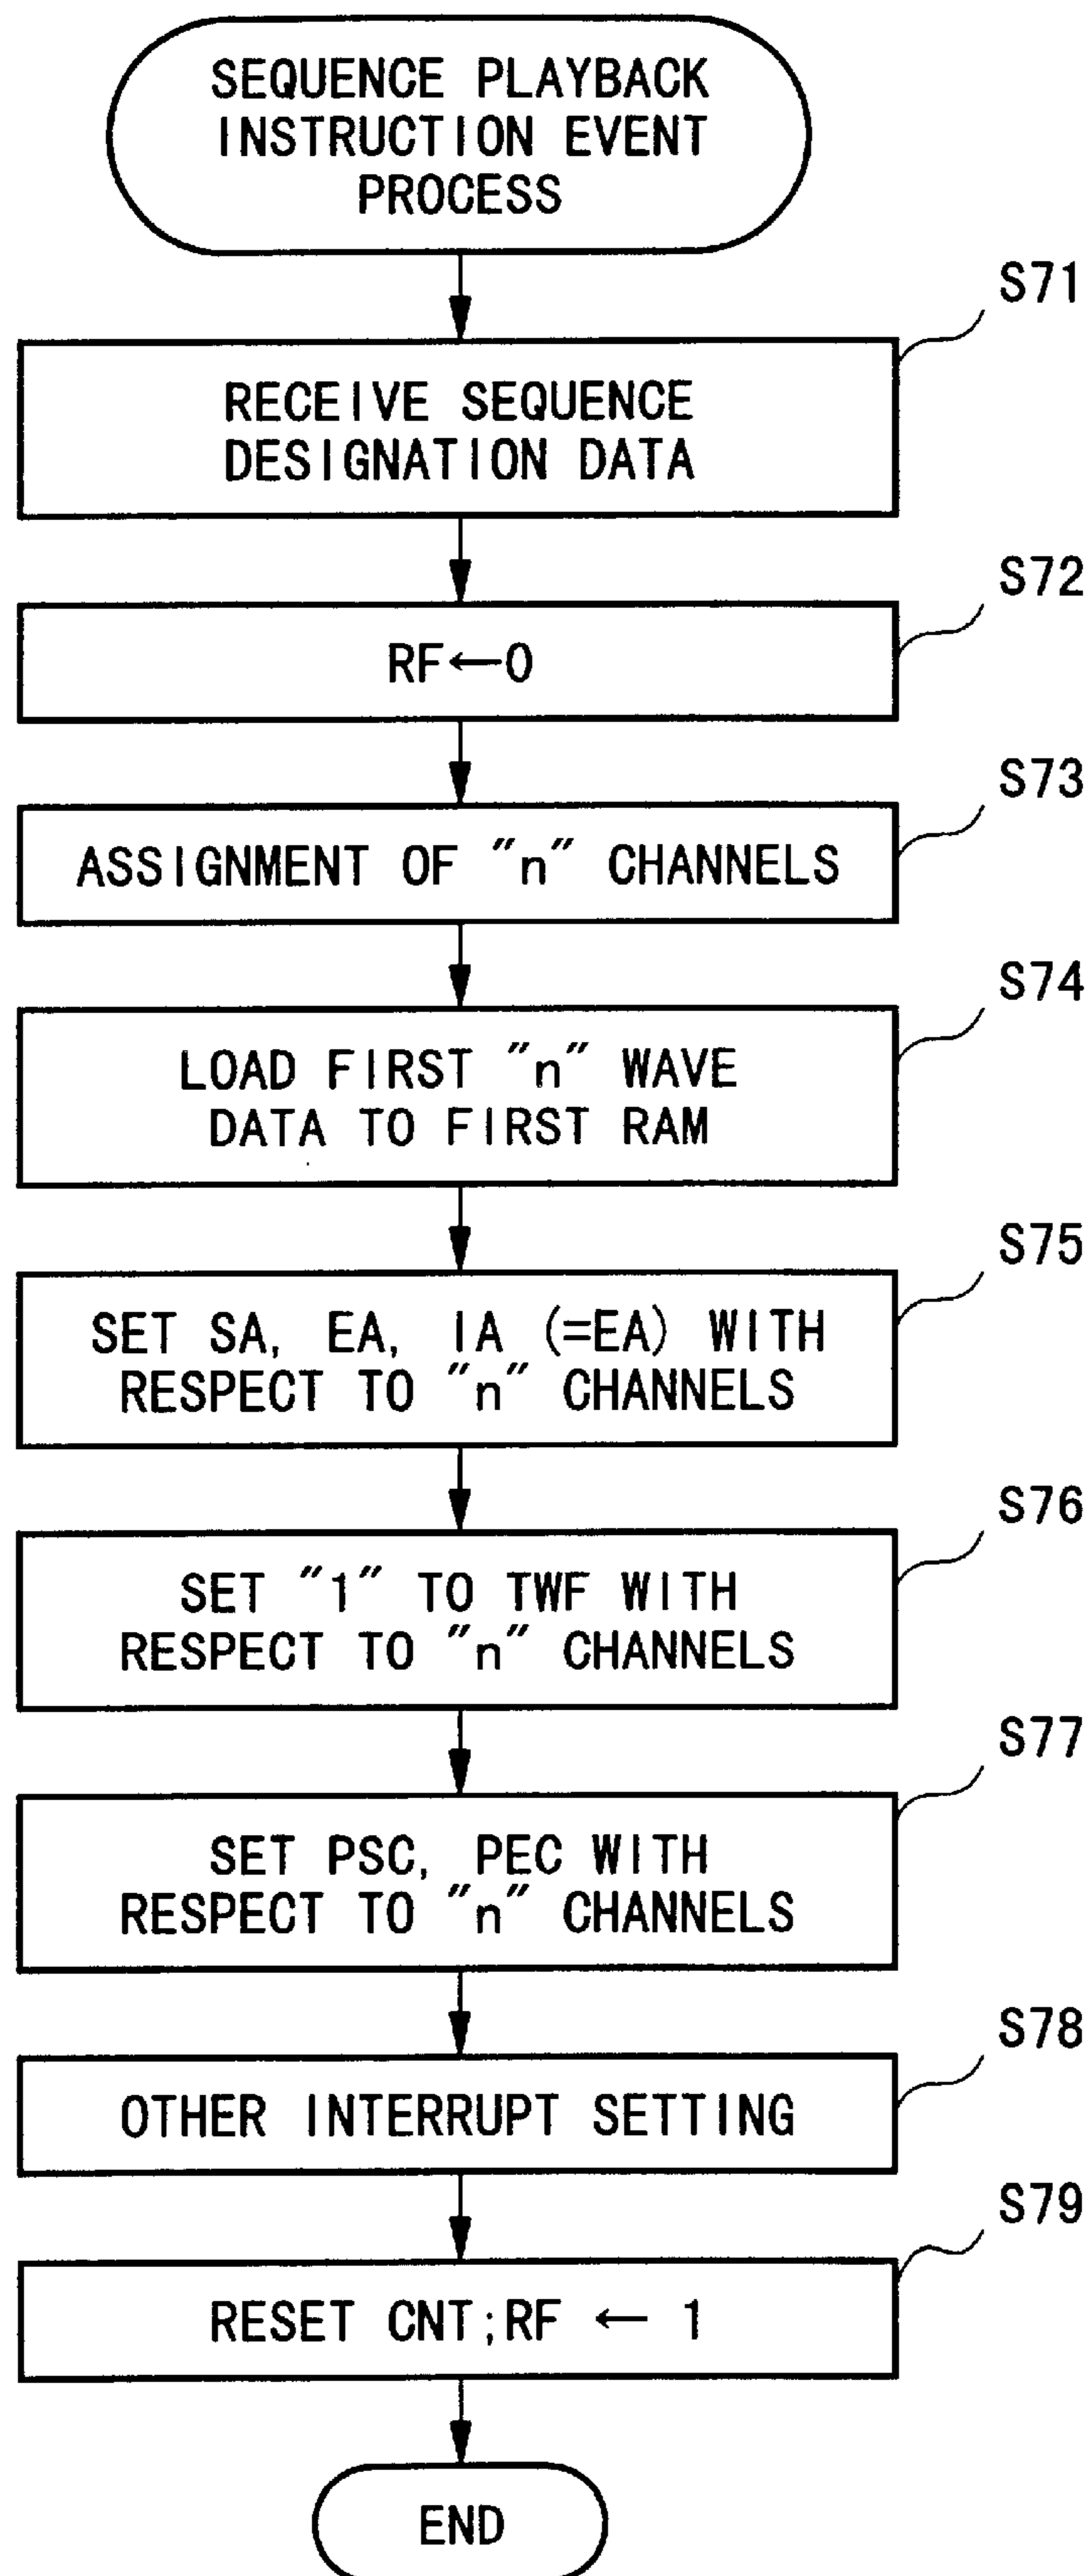 SEQUENCE PLAYBACK
INSTRUCTION EVENT
PROCESS
S71
RECEIVE SEQUENCE
DESIGNATION DATA
S72
RF←0
S73
ASSIGNMENT OF "n" CHANNELS
S74
LOAD FIRST "n" WAVE
DATA TO FIRST RAM
S75
SET SA, EA, IA (=EA) WITH
RESPECT TO "n" CHANNELS
S76
SET "1" TO TWF WITH
RESPECT TO "n" CHANNELS
S77
SET PSC, PEC WITH
RESPECT TO "n" CHANNELS
S78
OTHER INTERRUPT SETTING
S79
RESET CNT;RF ← 1
END